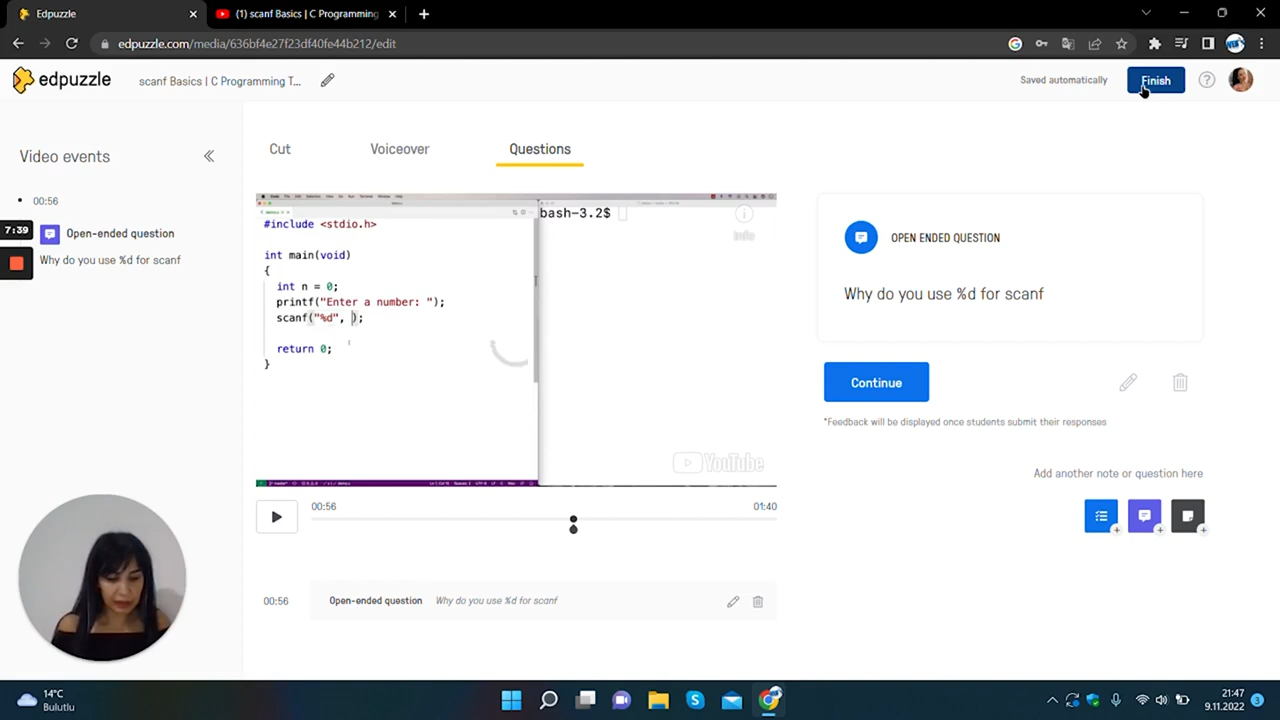 Edpuzzle
(1) scanf Basics | C Programming
edpuzzle.com/media/636bf4e27f23df40fe44b212/edit
edpuzzle
scanf Basics | C Programming T...
Saved automatically
Finish
?
Video events
Cut
Voiceover
Questions
00:56
7:39
Open-ended question
Why do you use %d for scanf
#include <stdio.h>
int main(void)
{
int n = 0;
printf("Enter a number: ");
scanf("%d", );
return 0;
}
bash-3.2$
info
YouTube
OPEN ENDED QUESTION
Why do you use %d for scanf
Continue
*Feedback will be displayed once students submit their responses
Add another note or question here
00:56
01:40
00:56 Open-ended question Why do you use %d for scanf
14°C
Bulutlu
21:47
9.11.2022
3